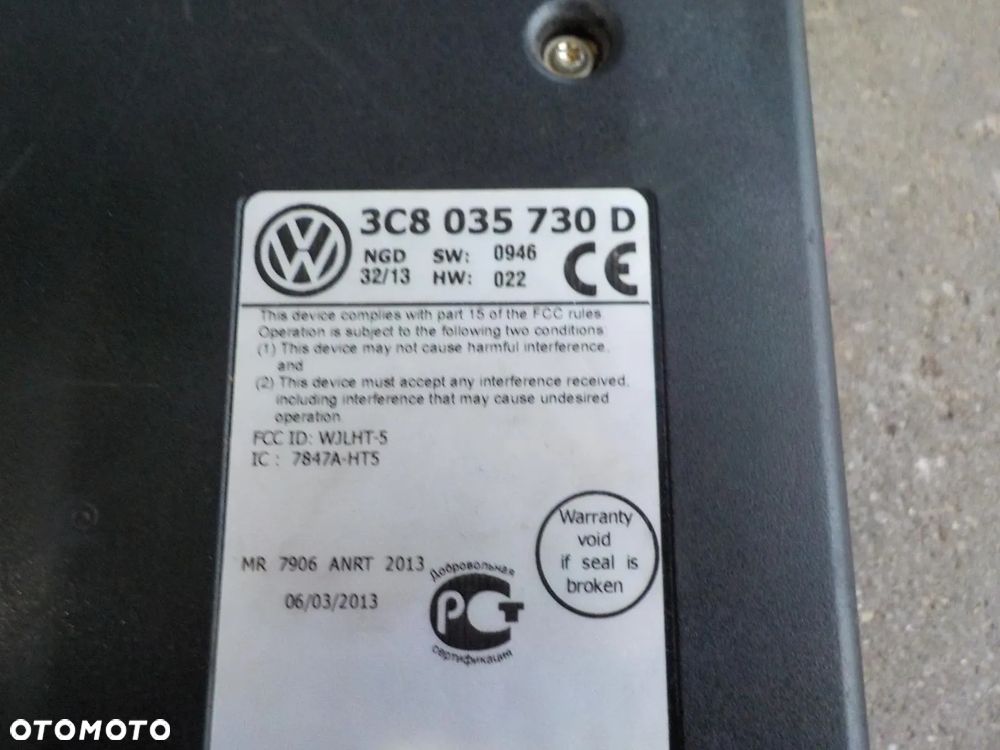 3C8 035 730 D
NGD SW: 0946
32/13 HW: 022
CE
This device complies with part 15 of the FCC rules.
Operation is subject to the following two conditions:
(1) This device may not cause harmful interference,
and
(2) This device must accept any interference received,
including interference that may cause undesired
operation.
FCC ID: WJLHT-5
IC : 7847A-HT5
Warranty
void
if seal is
broken
MR 7906 ANRT 2013
06/03/2013
Добровольная
РСТ
сертификация
OTOMOTO